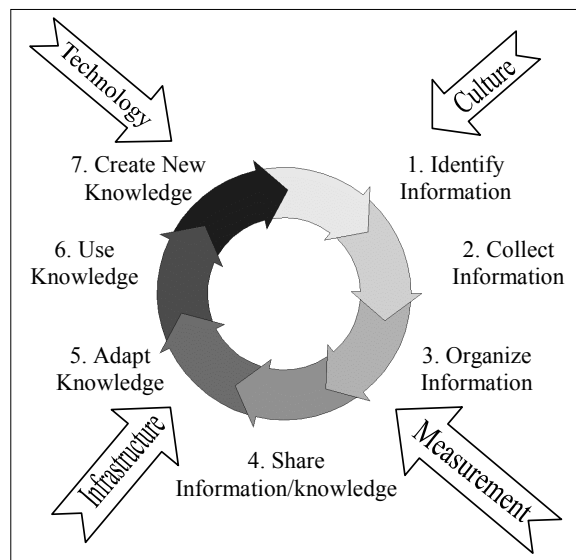 Technology
Culture
7. Create New
Knowledge
1. Identify
Information
6. Use
Knowledge
2. Collect
Information
5. Adapt
Knowledge
3. Organize
Information
4. Share
Information/knowledge
Infrastructure
Measurement